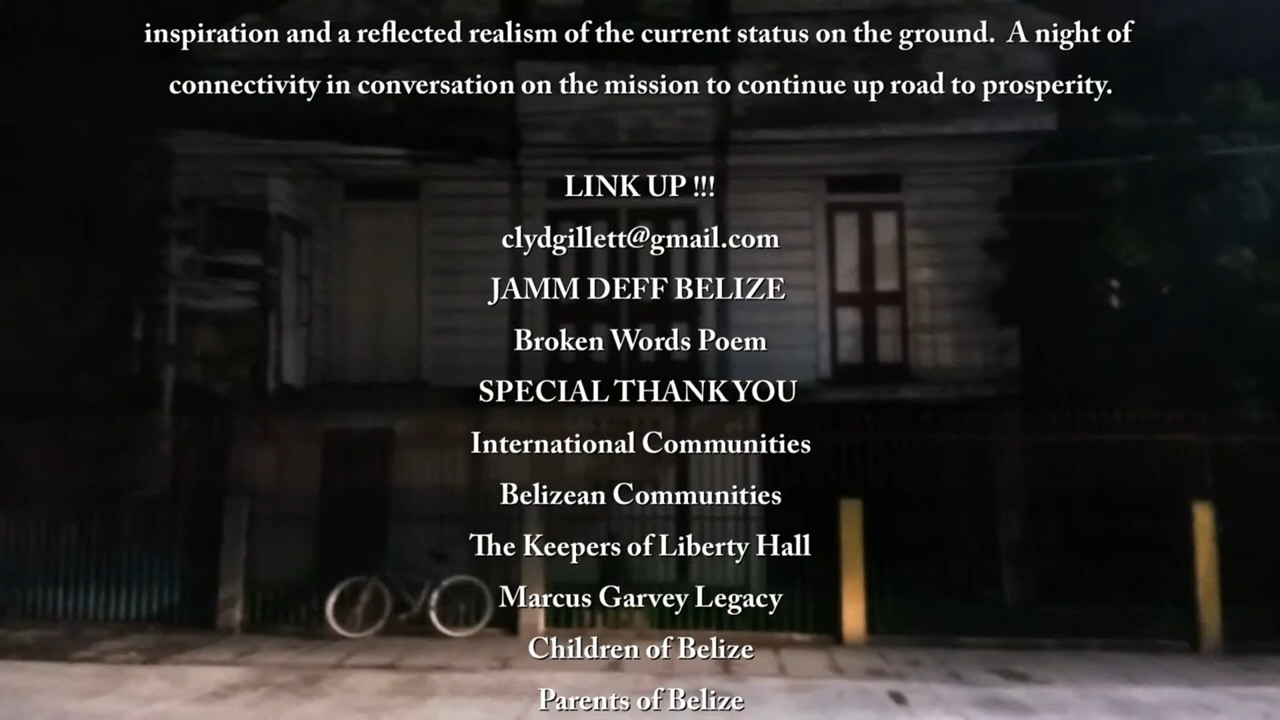 inspiration and a reflected realism of the current status on the ground.  A night of
connectivity in conversation on the mission to continue up road to prosperity.
LINK UP !!!
clydgillett@gmail.com
JAMM DEFF BELIZE
Broken Words Poem
SPECIAL THANK YOU
International Communities
Belizean Communities
The Keepers of Liberty Hall
Marcus Garvey Legacy
Children of Belize
Parents of Belize